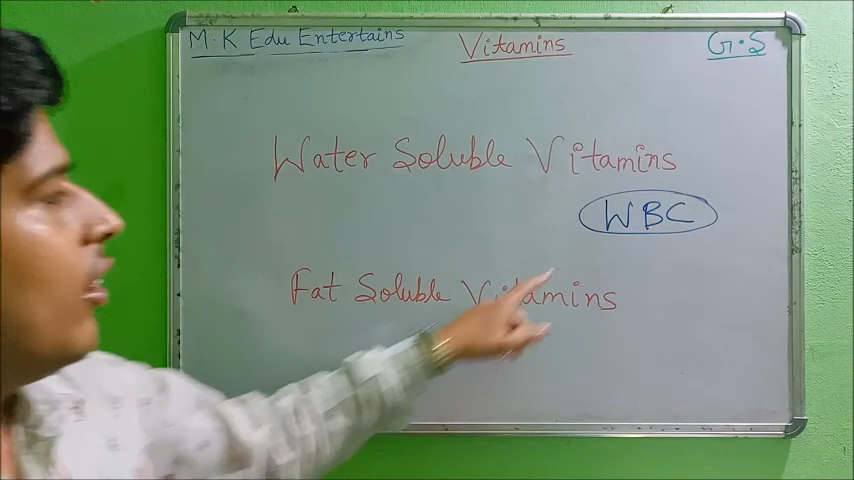 M.K Edu Entertains
Vitamins
G.S
Water Soluble Vitamins
WBC
Fat Soluble Vitamins